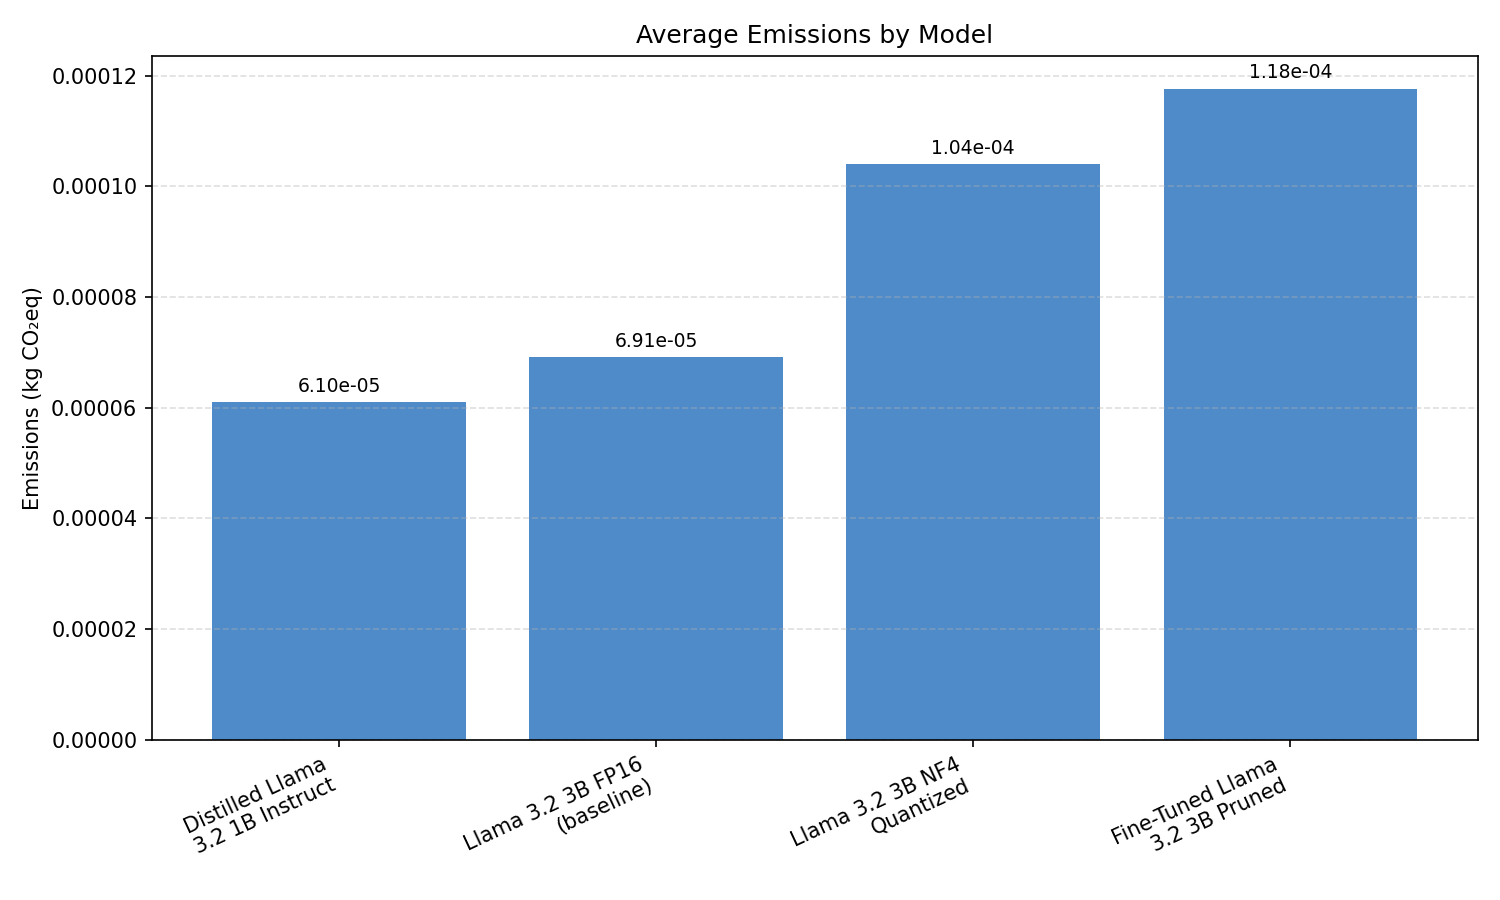 Average Emissions by Model
Emissions (kg CO₂eq)
0.00012
0.00010
0.00008
0.00006
0.00004
0.00002
0.00000
6.10e-05
6.91e-05
1.04e-04
1.18e-04
Distilled Llama
3.2 1B Instruct
Llama 3.2 3B FP16
(baseline)
Llama 3.2 3B NF4
Quantized
Fine-Tuned Llama
3.2 3B Pruned